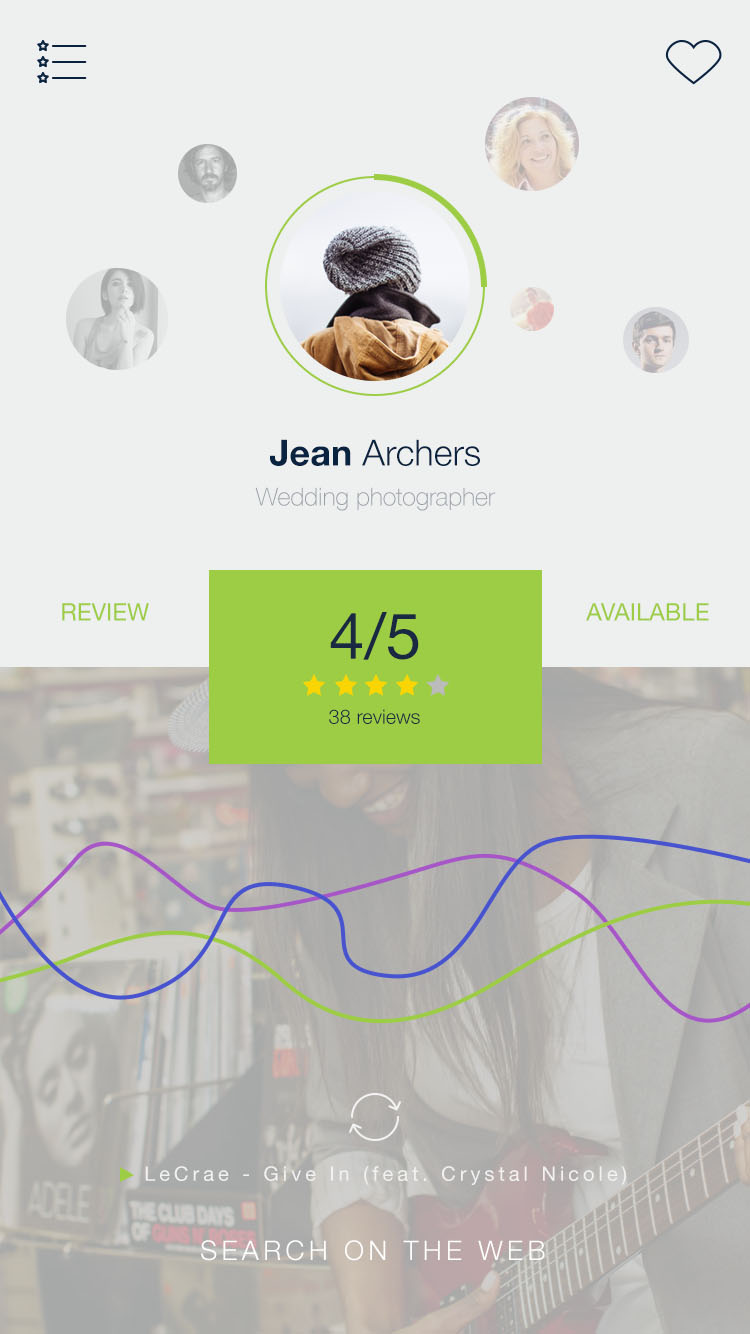 Jean Archers
Wedding photographer
REVIEW
4/5
38 reviews
AVAILABLE
LeCrae - Give In (feat. Crystal Nicole)
ADELE
THE CLUB DAYS
OF GUNS N' ROSES
SEARCH ON THE WEB